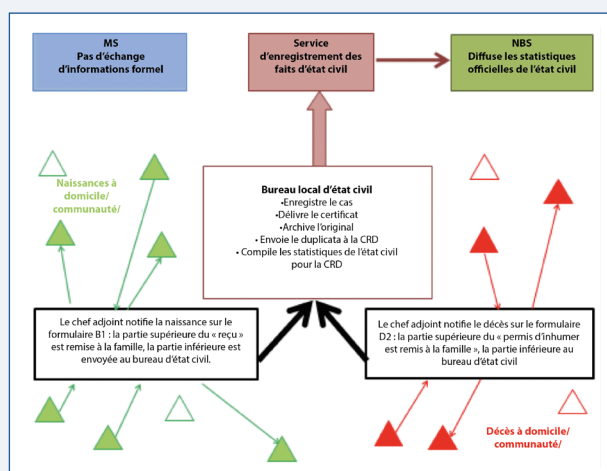 MS
Pas d'échange
d'informations formel
Service
d'enregistrement des
faits d'état civil
NBS
Diffuse les statistiques
officielles de l'état civil
Naissances à
domicile/
communauté/
Bureau local d'état civil
•Enregistre le cas
•Délivre le certificat
•Archive l'original
• Envoie le duplicata à la CRD
• Compile les statistiques de l'état civil
pour la CRD
Le chef adjoint notifie la naissance sur le
formulaire B1 : la partie supérieure du « reçu »
est remise à la famille, la partie inférieure est
envoyée au bureau d'état civil.
Le chef adjoint notifie le décès sur le formulaire
D2 : la partie supérieure du « permis d'inhumer
est remis à la famille », la partie inférieure au
bureau d'état civil
Décès à domicile/
communauté/